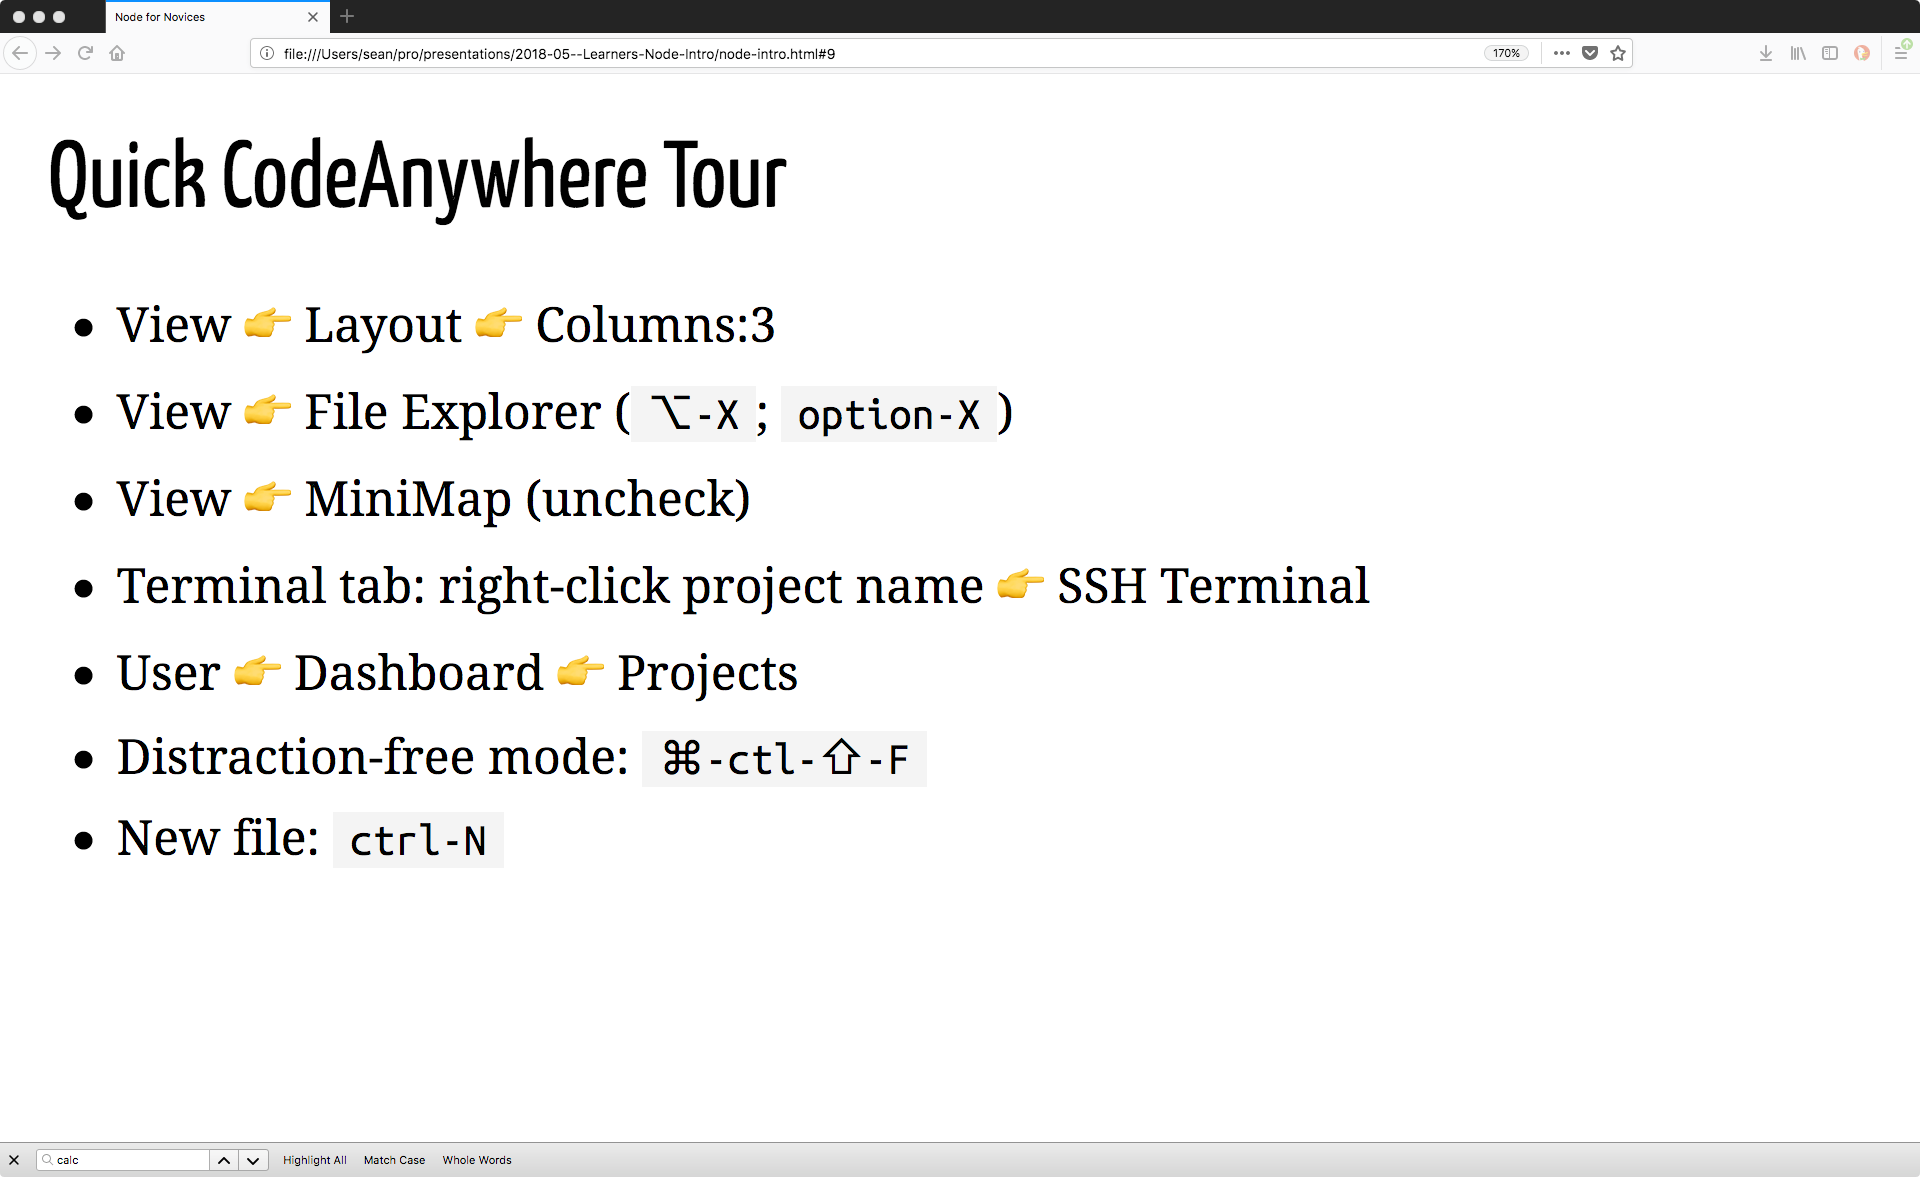 Node for Novices
file:///Users/sean/pro/presentations/2018-05--Learners-Node-Intro/node-intro.html#9
170%
Quick CodeAnywhere Tour
• View 👉 Layout 👉 Columns:3
• View 👉 File Explorer (⌥-X; option-X)
• View 👉 MiniMap (uncheck)
• Terminal tab: right-click project name 👉 SSH Terminal
• User 👉 Dashboard 👉 Projects
• Distraction-free mode: ⌘-ctl-⇧-F
• New file: ctrl-N
calc Highlight All Match Case Whole Words